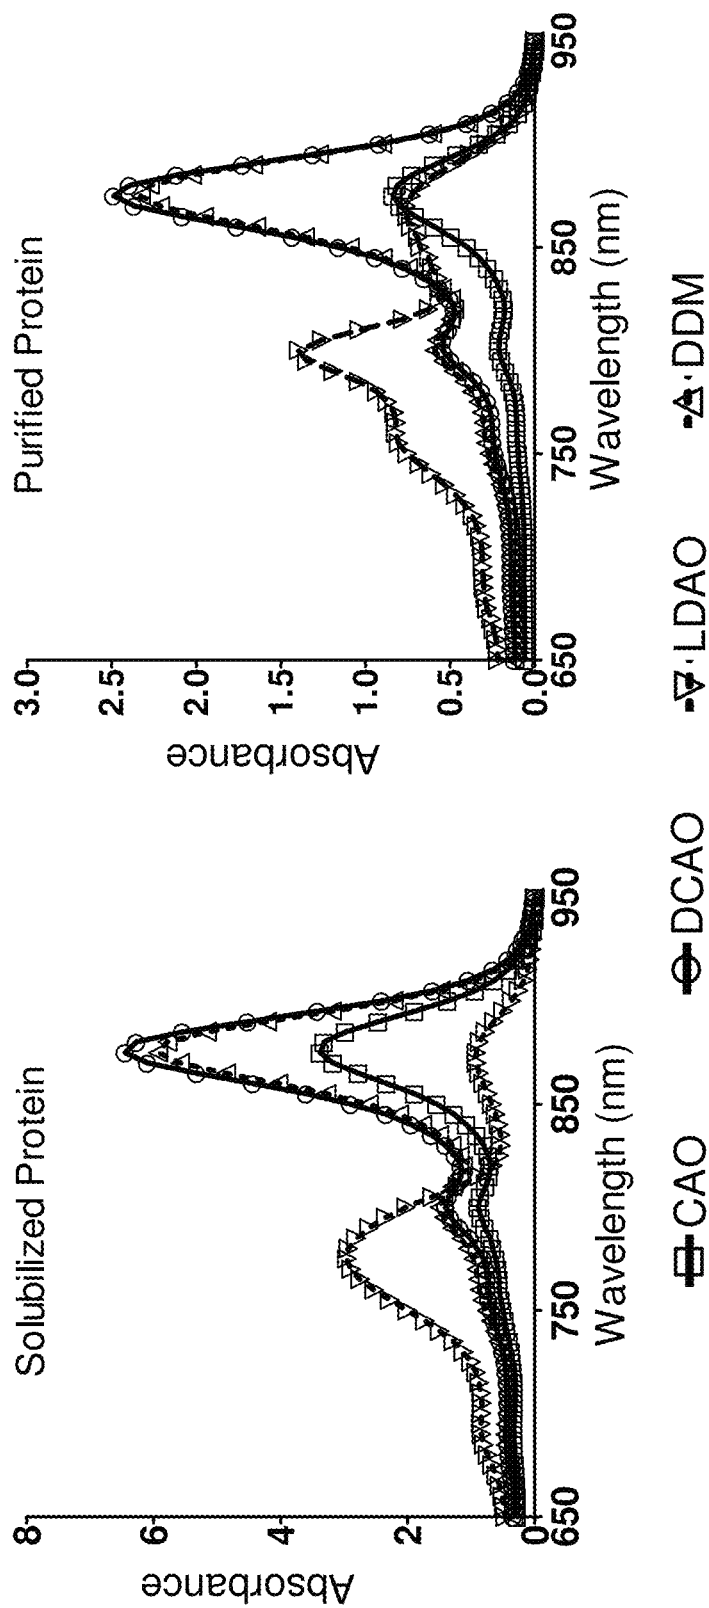 Solubilized Protein
Absorbance
8
6
4
2
0
650
750
850
950
Wavelength (nm)
Purified Protein
Absorbance
3.0
2.5
2.0
1.5
1.0
0.5
0.0
650
750
850
950
Wavelength (nm)
CAO DCAO LDAO DDM